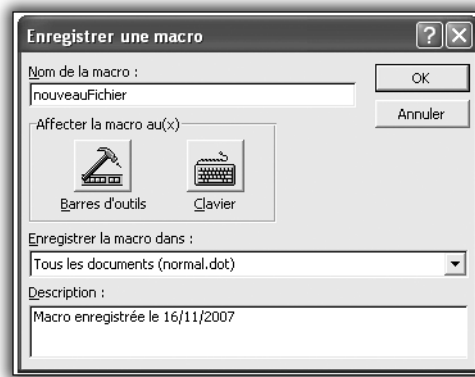 Enregistrer une macro
Nom de la macro :
OK
nouveauFichier
Annuler
Affecter la macro au(x)
Barres d'outils
Clavier
Enregistrer la macro dans :
Tous les documents (normal.dot)
Description :
Macro enregistrée le 16/11/2007